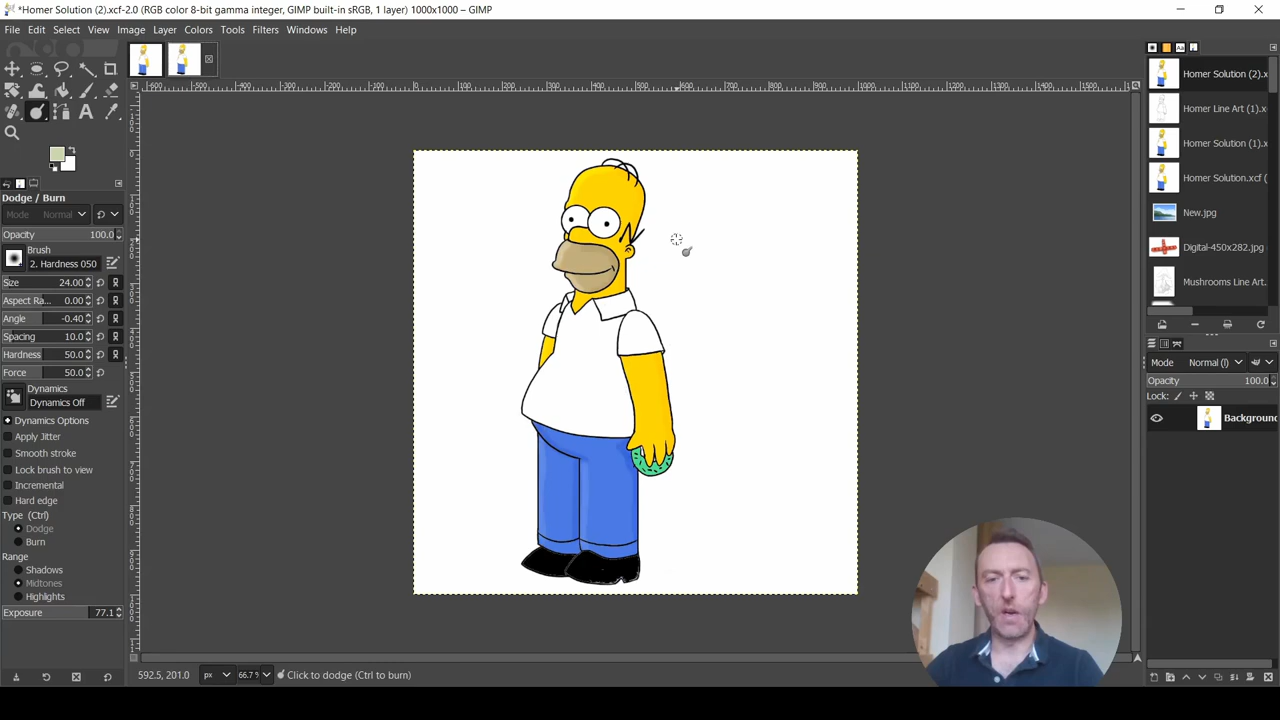 *Homer Solution (2).xcf-2.0 (RGB color 8-bit gamma integer, GIMP built-in sRGB, 1 layer) 1000x1000 – GIMP
File Edit Select View Image Layer Colors Tools Filters Windows Help
Dodge / Burn
Mode Normal
Opacity 100.0
Brush
2. Hardness 050
Size 24.00
Aspect Ra... 0.00
Angle -0.40
Spacing 10.0
Hardness 50.0
Force 50.0
Dynamics
Dynamics Off
Dynamics Options
Apply Jitter
Smooth stroke
Lock brush to view
Incremental
Hard edge
Type (Ctrl)
Dodge
Burn
Range
Shadows
Midtones
Highlights
Exposure 77.1
592.5, 201.0 px 66.7 % Click to dodge (Ctrl to burn)
Homer Solution (2).x
Homer Line Art (1).x
Homer Solution (1).x
Homer Solution.xcf (
New.jpg
Digital-450x282.jpg
Mushrooms Line Art.
Mode Normal (l)
Opacity 100.0
Lock:
Background